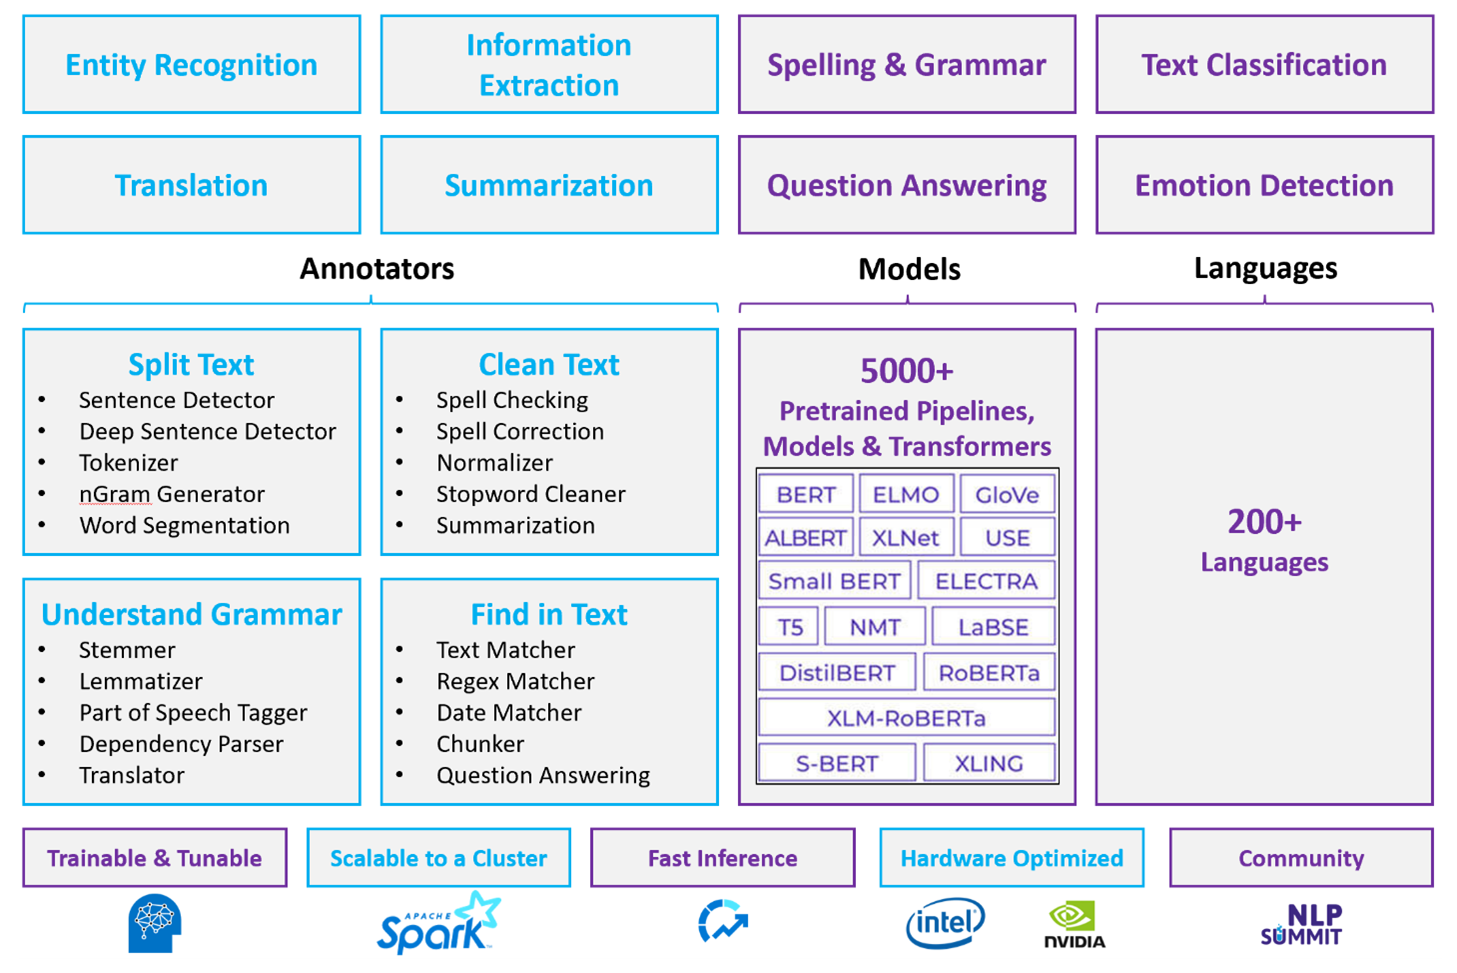 Entity Recognition
Information
Extraction
Spelling & Grammar
Text Classification
Translation
Summarization
Question Answering
Emotion Detection
Annotators
Models
Languages
Split Text
• Sentence Detector
• Deep Sentence Detector
• Tokenizer
• nGram Generator
• Word Segmentation
Clean Text
• Spell Checking
• Spell Correction
• Normalizer
• Stopword Cleaner
• Summarization
Understand Grammar
• Stemmer
• Lemmatizer
• Part of Speech Tagger
• Dependency Parser
• Translator
Find in Text
• Text Matcher
• Regex Matcher
• Date Matcher
• Chunker
• Question Answering
5000+
Pretrained Pipelines,
Models & Transformers
BERT ELMO GloVe
ALBERT XLNet USE
Small BERT ELECTRA
T5 NMT LaBSE
DistilBERT RoBERTa
XLM-RoBERTa
S-BERT XLING
200+
Languages
Trainable & Tunable
Scalable to a Cluster
Fast Inference
Hardware Optimized
Community
APACHE
Spark™
intel
NVIDIA
NLP
SUMMIT